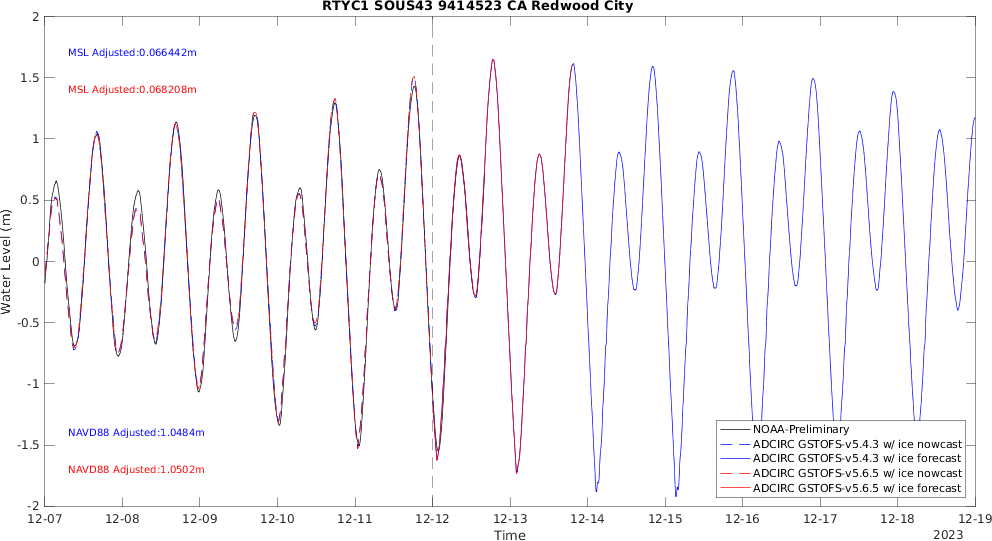 RTYC1 SOUS43 9414523 CA Redwood City
MSL Adjusted:0.066442m
MSL Adjusted:0.068208m
NAVD88 Adjusted:1.0484m
NAVD88 Adjusted:1.0502m
Water Level (m)
2
1.5
1
0.5
0
-0.5
-1
-1.5
-2
NOAA-Preliminary
ADCIRC GSTOFS-v5.4.3 w/ ice nowcast
ADCIRC GSTOFS-v5.4.3 w/ ice forecast
ADCIRC GSTOFS-v5.6.5 w/ ice nowcast
ADCIRC GSTOFS-v5.6.5 w/ ice forecast
12-07 12-08 12-09 12-10 12-11 12-12 12-13 12-14 12-15 12-16 12-17 12-18 12-19
Time
2023